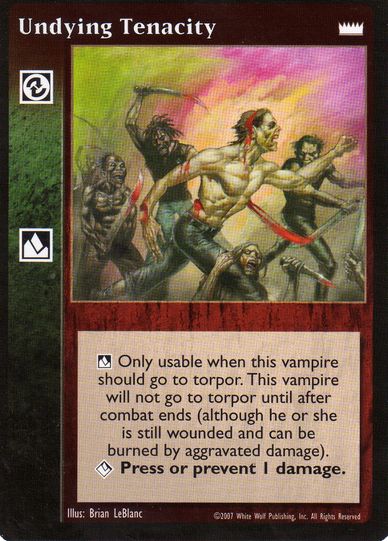 Undying Tenacity
Only usable when this vampire
should go to torpor. This vampire
will not go to torpor until after
combat ends (although he or she
is still wounded and can be
burned by aggravated damage).
Press or prevent 1 damage.
Illus: Brian LeBlanc
©2007 White Wolf Publishing, Inc. All Rights Reserved